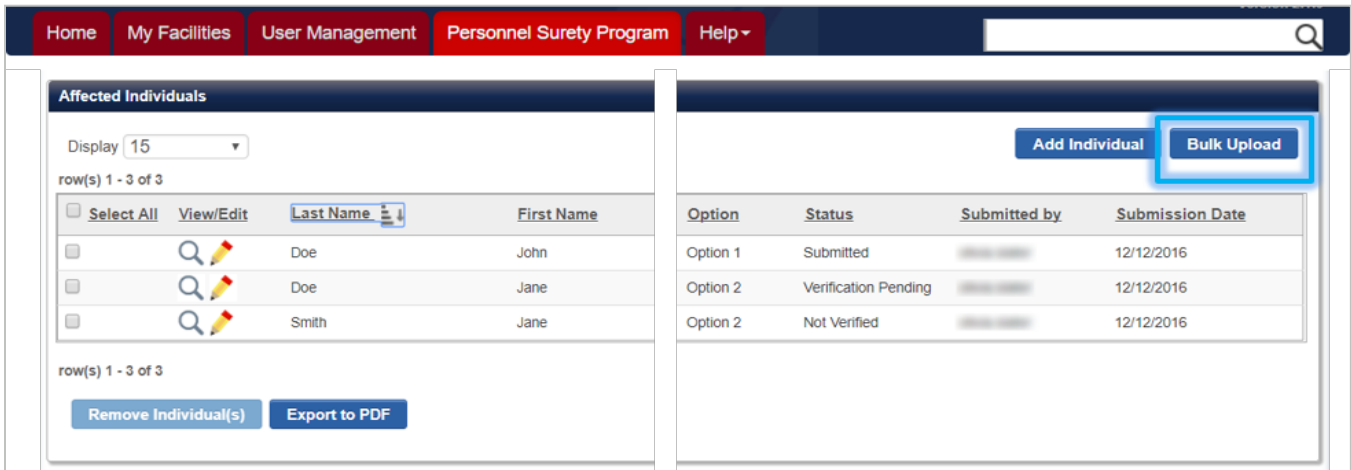 Home My Facilities User Management Personnel Surety Program Help
Affected Individuals
Display 15
Add Individual Bulk Upload
row(s) 1 - 3 of 3
Select All View/Edit Last Name First Name Option Status Submitted by Submission Date
Doe John Option 1 Submitted 12/12/2016
Doe Jane Option 2 Verification Pending 12/12/2016
Smith Jane Option 2 Not Verified 12/12/2016
row(s) 1 - 3 of 3
Remove Individual(s) Export to PDF